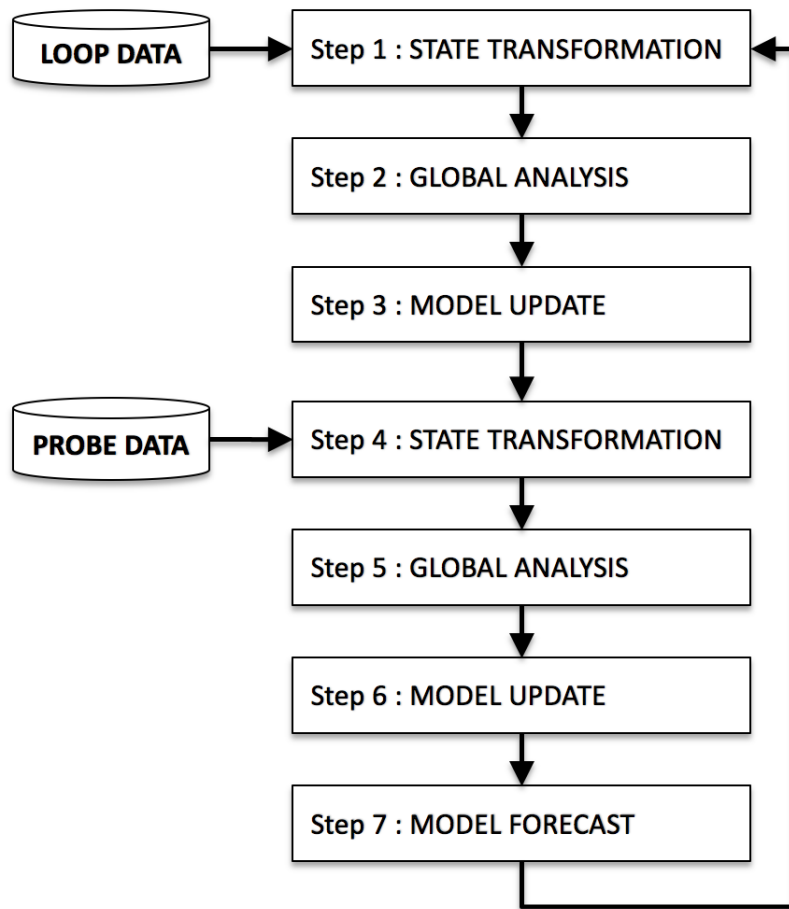 LOOP DATA
Step 1 : STATE TRANSFORMATION
Step 2 : GLOBAL ANALYSIS
Step 3 : MODEL UPDATE
PROBE DATA
Step 4 : STATE TRANSFORMATION
Step 5 : GLOBAL ANALYSIS
Step 6 : MODEL UPDATE
Step 7 : MODEL FORECAST